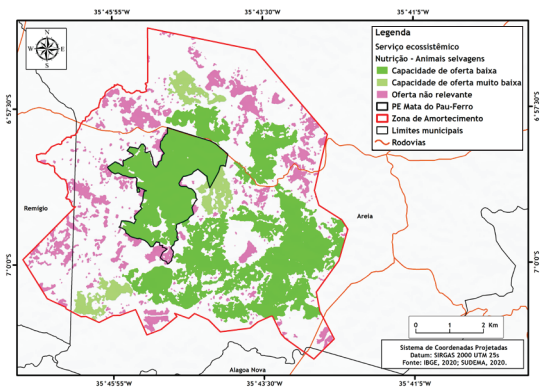 35°45'55"W
35°43'30"W
35°41'5"W
N
W
E
S
Legenda
Serviço ecossistêmico
Nutrição - Animais selvagens
Capacidade de oferta baixa
Capacidade de oferta muito baixa
Oferta não relevante
PE Mata do Pau-Ferro
Zona de Amortecimento
Limites municipais
Rodovias
6°57'30"S
6°57'30"S
Remígio
Areia
7°0'0"S
7°0'0"S
0 1 2 Km
Sistema de Coordenadas Projetadas
Datum: SIRGAS 2000 UTM 25s
Fonte: IBGE, 2020; SUDEMA, 2020.
Alagoa Nova
35°45'55"W
35°43'30"W
35°41'5"W